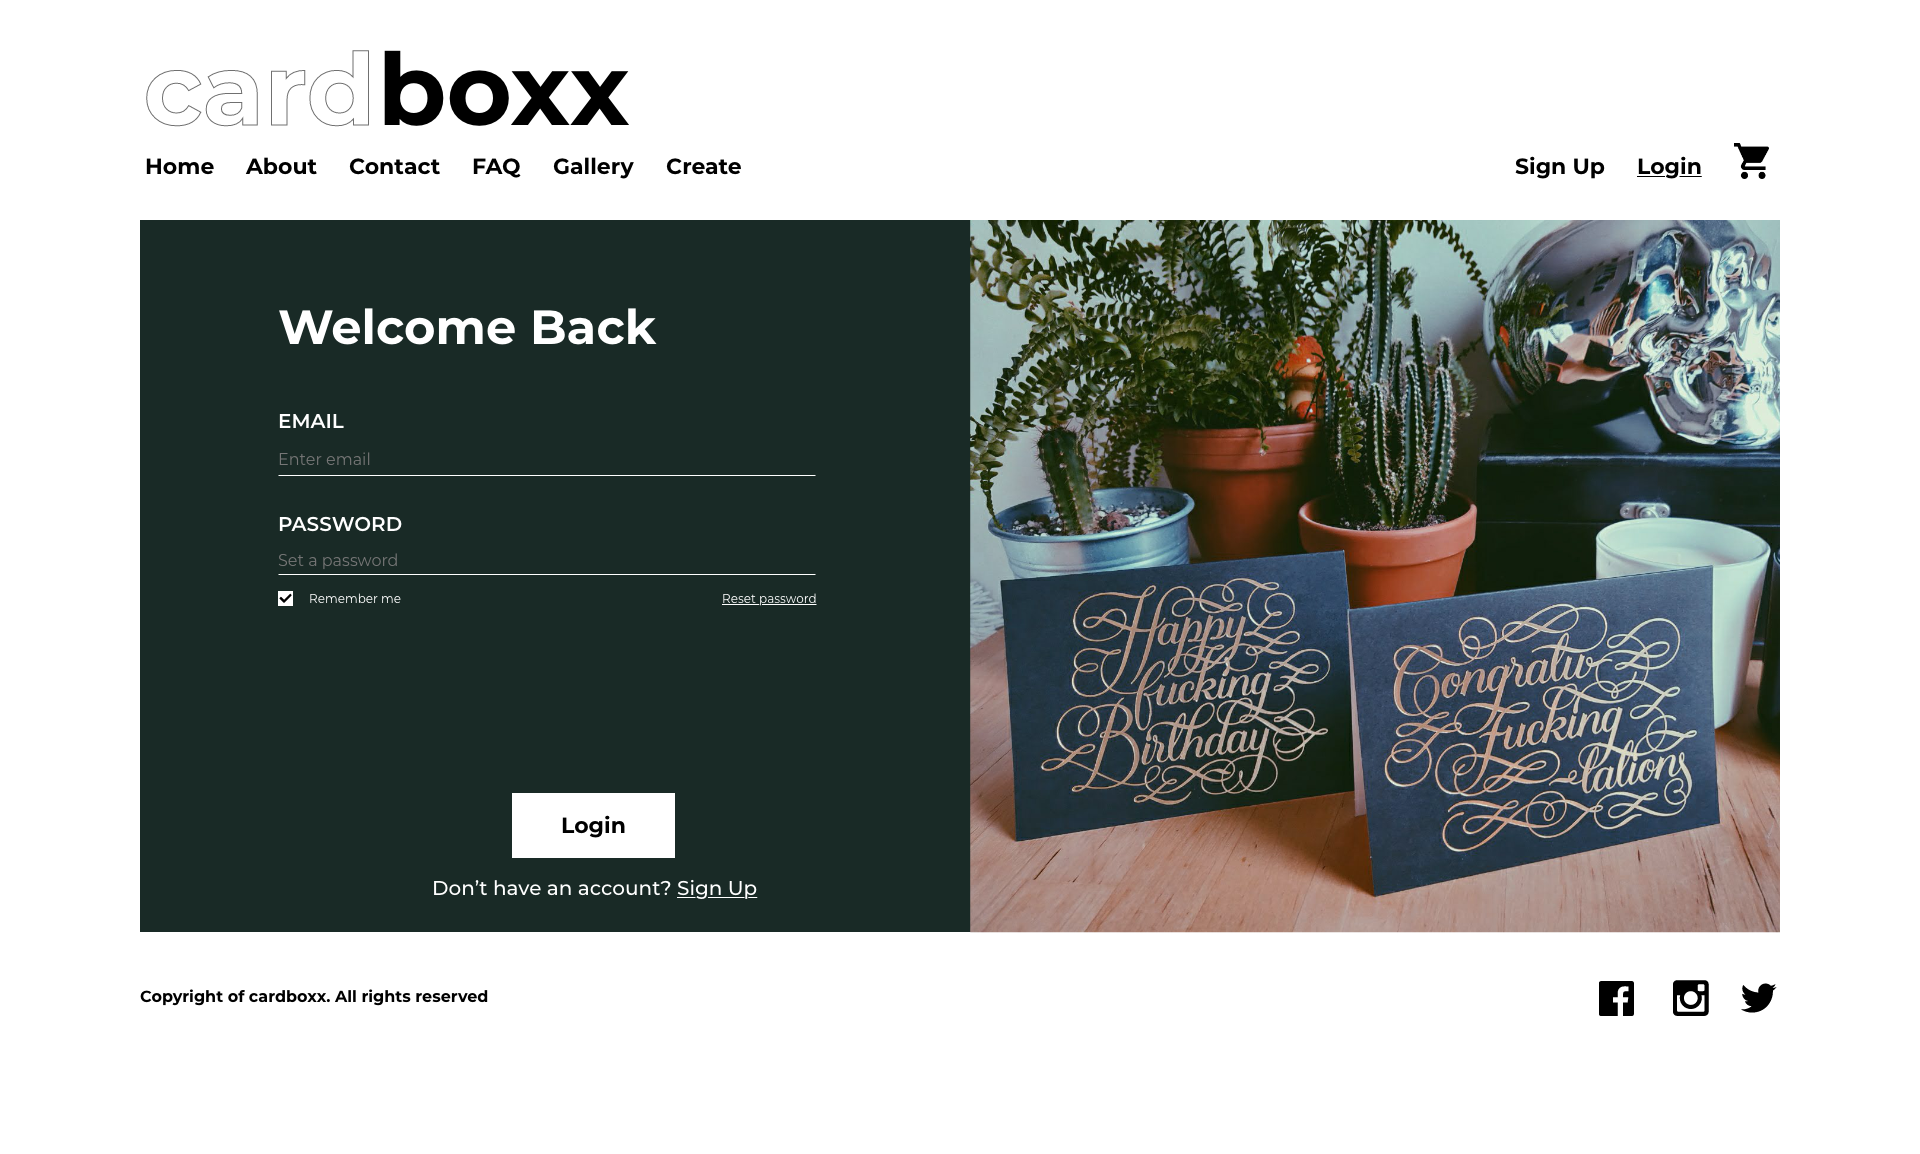 cardboxx
Home About Contact FAQ Gallery Create Sign Up Login
Welcome Back
EMAIL
Enter email
PASSWORD
Set a password
Remember me Reset password
Login
Don’t have an account? Sign Up
Happy
fucking
Birthday
Congratu-
Fucking
-lations
Copyright of cardboxx. All rights reserved